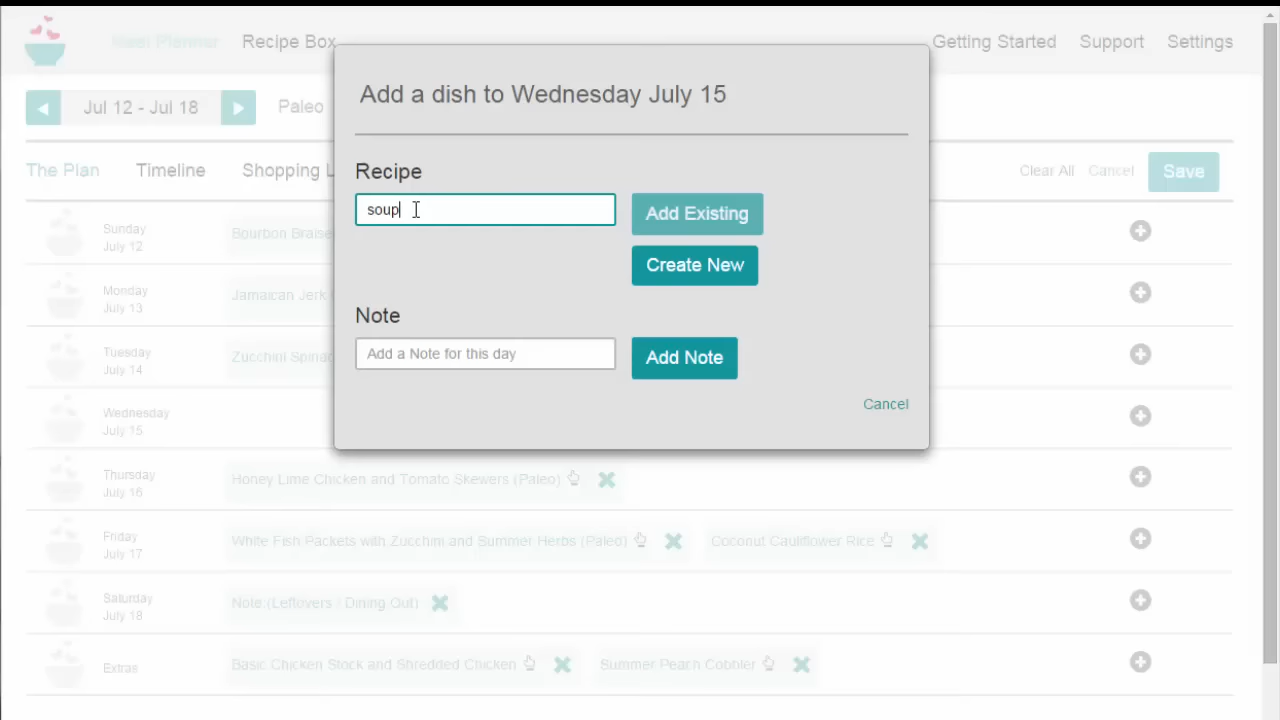 Meal Planner Recipe Box Getting Started Support Settings
Jul 12 - Jul 18 Paleo
Add a dish to Wednesday July 15
The Plan Timeline Shopping L Clear All Cancel Save
Recipe
soup Add Existing
Create New
Note
Add a Note for this day Add Note
Cancel
Sunday
July 12
Bourbon Braise
Monday
July 13
Jamaican Jerk
Tuesday
July 14
Zucchini Spinac
Wednesday
July 15
Thursday
July 16
Honey Lime Chicken and Tomato Skewers (Paleo)
Friday
July 17
White Fish Packets with Zucchini and Summer Herbs (Paleo) Coconut Cauliflower Rice
Saturday
July 18
Note:(Leftovers / Dining Out)
Extras
Basic Chicken Stock and Shredded Chicken Summer Peach Cobbler